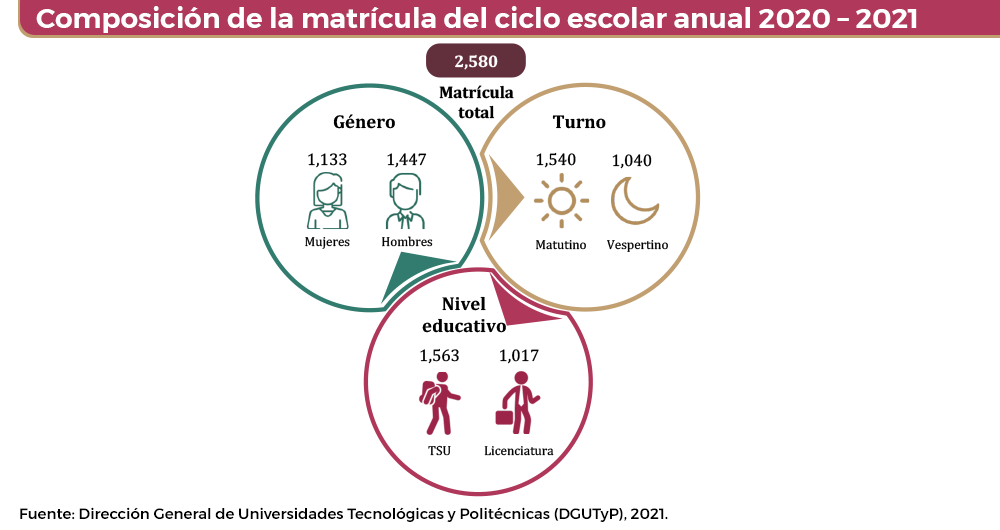 Composición de la matrícula del ciclo escolar anual 2020 – 2021
2,580
Matrícula
total
Género
1,133 1,447
Mujeres Hombres
Turno
1,540 1,040
Matutino Vespertino
Nivel
educativo
1,563 1,017
TSU Licenciatura
Fuente: Dirección General de Universidades Tecnológicas y Politécnicas (DGUTyP), 2021.